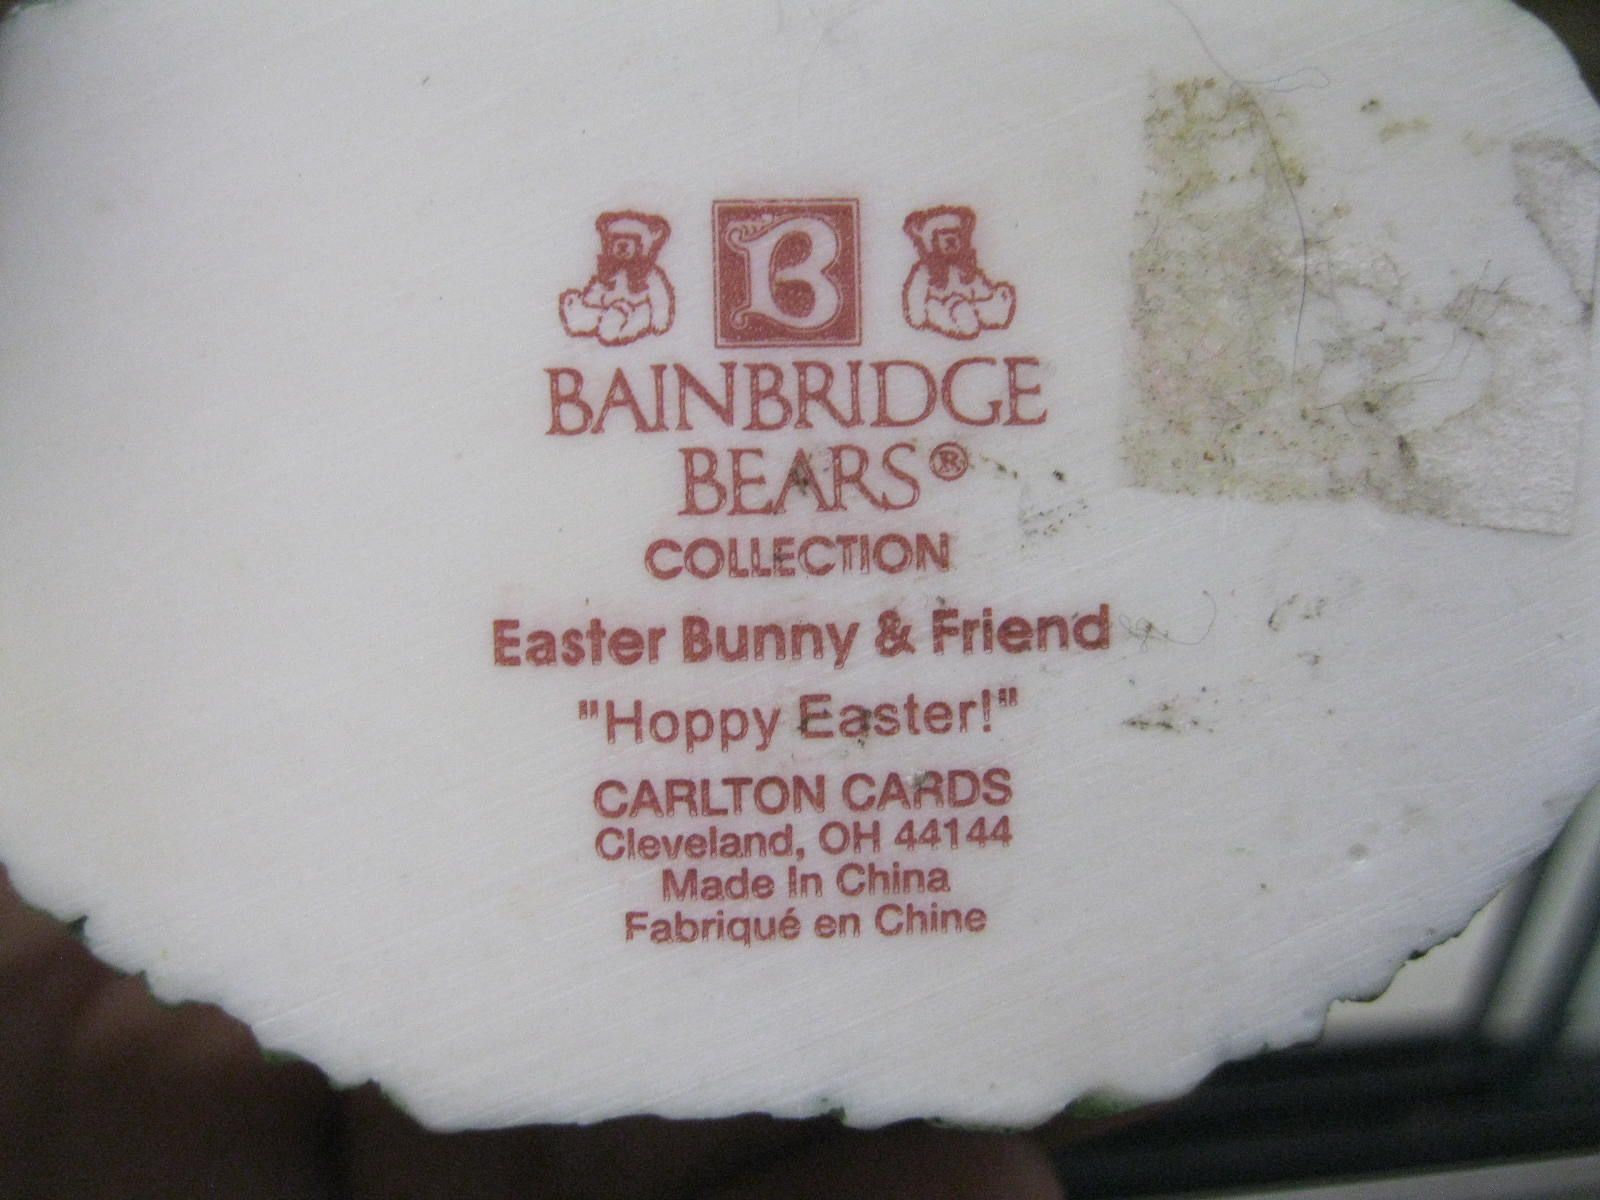 B
BAINBRIDGE
BEARS®
COLLECTION
Easter Bunny & Friend
"Hoppy Easter!"
CARLTON CARDS
Cleveland, OH 44144
Made In China
Fabriqué en Chine